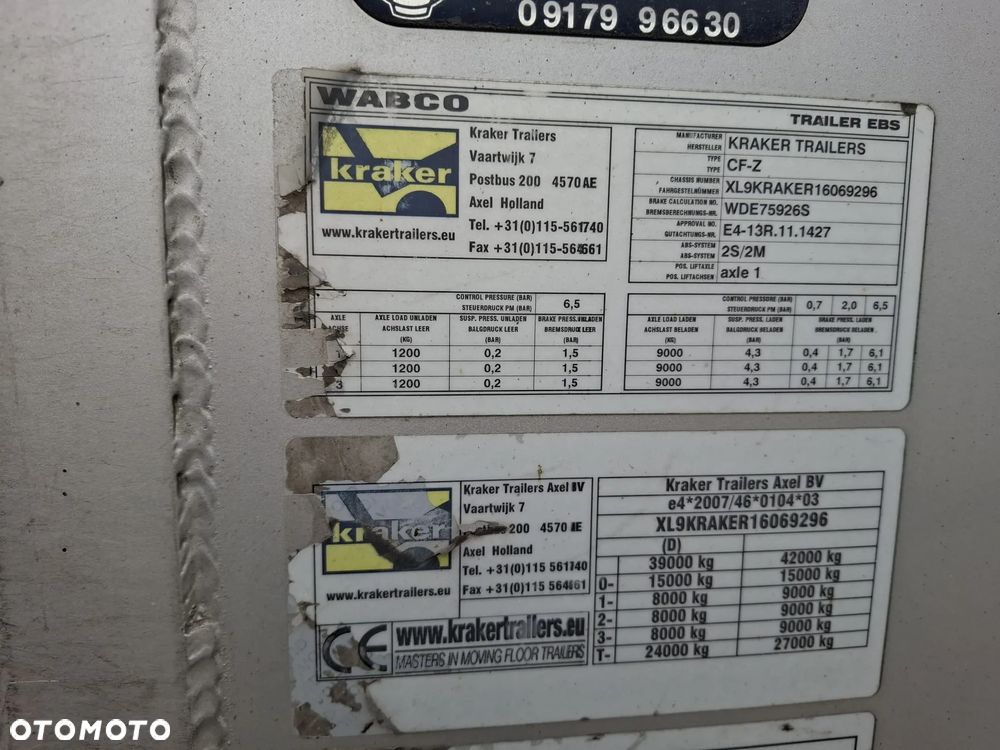 09179 96630
WABCO
TRAILER EBS
kraker
www.krakertrailers.eu
Kraker Trailers
Vaartwijk 7
Postbus 200 4570 AE
Axel Holland
Tel. +31(0)115-561740
Fax +31(0)115-564661
MANUFACTURER
HERSTELLER
KRAKER TRAILERS
TYPE
TYPE
CF-Z
CHASSIS NUMBER
FAHRGESTELNÜMMER
XL9KRAKER16069296
BRAKE CALCULATION NO.
BREMSBERECHNUNGS-NR.
WDE75926S
APPROVAL NO.
GUTACHTUNGS-NR.
E4-13R.11.1427
ABS-SYSTEM
ABS-SYSTEM
2S/2M
POS. LIFTAXLE
POS. LIFTACHSEN
axle 1
CONTROL PRESSURE (BAR)
STEUERDRUCK PM (BAR)
6,5
AXLE AXLE LOAD UNLADEN SUSP. PRESS. UNLADEN BRAKE PRESS. UNLADEN
ACHSE ACHSLAST LEER BALGDRUCK LEER BREMSDRUCK LEER
(KG) (BAR) (BAR)
1 1200 0,2 1,5
1200 0,2 1,5
3 1200 0,2 1,5
CONTROL PRESSURE (BAR)
STEUERDRUCK PM (BAR)
0,7 2,0 6,5
AXLE LOAD LADEN SUSP. PRESS. LADEN BRAKE PRESS. LADEN
ACHSLAST BELADEN BALGDRUCK BELADEN BREMSDRUCK BELADEN
(KG) (BAR) (BAR)
9000 4,3 0,4 1,7 6,1
9000 4,3 0,4 1,7 6,1
9000 4,3 0,4 1,7 6,1
kraker
www.krakertrailers.eu
Kraker Trailers Axel BV
Vaartwijk 7
Postbus 200 4570 AE
Axel Holland
Tel. +31(0)115 561740
Fax +31(0)115 564661
CE
www.krakertrailers.eu
MASTERS IN MOVING FLOOR TRAILERS
Kraker Trailers Axel BV
e4*2007/46*0104*03
XL9KRAKER16069296
(D)
39000 kg 42000 kg
0- 15000 kg 15000 kg
1- 8000 kg 9000 kg
2- 8000 kg 9000 kg
3- 8000 kg 9000 kg
T- 24000 kg 27000 kg
OTOMOTO